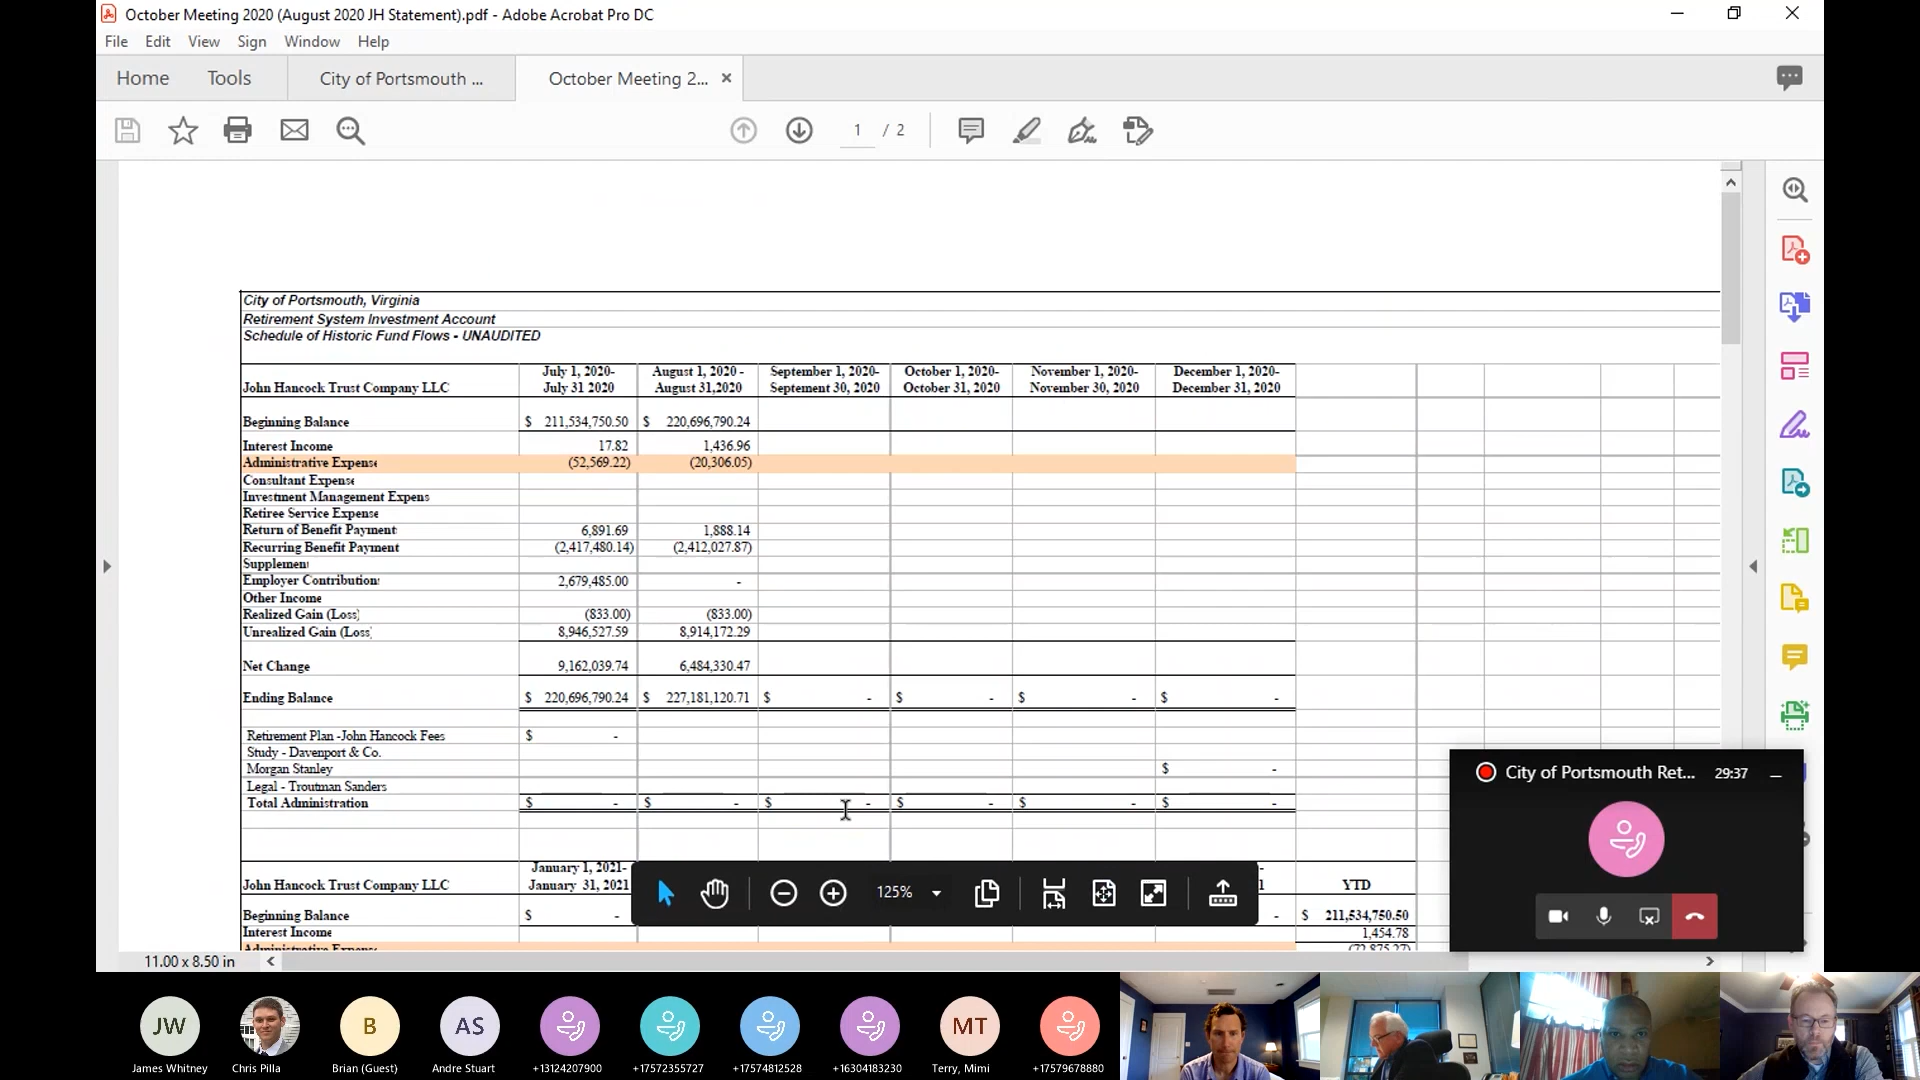 October Meeting 2020 (August 2020 JH Statement).pdf - Adobe Acrobat Pro DC
File Edit View Sign Window Help
Home Tools City of Portsmouth ... October Meeting 2...
1 / 2
City of Portsmouth, Virginia
Retirement System Investment Account
Schedule of Historic Fund Flows - UNAUDITED
July 1, 2020- August 1, 2020 - September 1, 2020- October 1, 2020- November 1, 2020- December 1, 2020-
John Hancock Trust Company LLC July 31 2020 August 31,2020 Septement 30, 2020 October 31, 2020 November 30, 2020 December 31, 2020
Beginning Balance $ 211,534,750.50 $ 220,696,790.24
Interest Income 17.82 1,436.96
Administrative Expense (52,569.22) (20,306.05)
Consultant Expense
Investment Management Expens
Retiree Service Expense
Return of Benefit Payment 6,891.69 1,888.14
Recurring Benefit Payment (2,417,480.14) (2,412,027.87)
Supplement
Employer Contributions 2,679,485.00 -
Other Income
Realized Gain (Loss) (833.00) (833.00)
Unrealized Gain (Loss) 8,946,527.59 8,914,172.29
Net Change 9,162,039.74 6,484,330.47
Ending Balance $ 220,696,790.24 $ 227,181,120.71 $ - $ - $ - $ -
Retirement Plan -John Hancock Fees $ -
Study - Davenport & Co.
Morgan Stanley $ -
Legal - Troutman Sanders
Total Administration $ - $ - $ - $ - $ - $ -
January 1, 2021-
John Hancock Trust Company LLC January 31, 2021 1 YTD
Beginning Balance $ - - $ 211,534,750.50
Interest Income 1,454.78
Administrative Expense (72,875.27)
125%
City of Portsmouth Ret... 29:37
11.00 x 8.50 in
JW B AS MT
James Whitney Chris Pilla Brian (Guest) Andre Stuart +13124207900 +17572355727 +17574812528 +16304183230 Terry, Mimi +17579678880